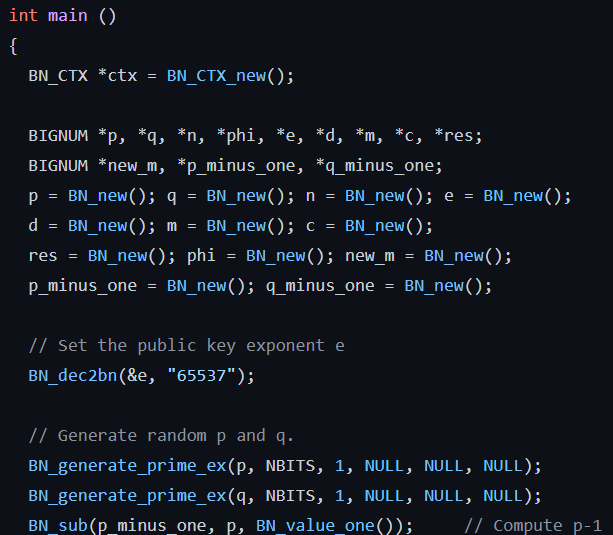 int main ()
{
BN_CTX *ctx = BN_CTX_new();
BIGNUM *p, *q, *n, *phi, *e, *d, *m, *c, *res;
BIGNUM *new_m, *p_minus_one, *q_minus_one;
p = BN_new(); q = BN_new(); n = BN_new(); e = BN_new();
d = BN_new(); m = BN_new(); c = BN_new();
res = BN_new(); phi = BN_new(); new_m = BN_new();
p_minus_one = BN_new(); q_minus_one = BN_new();
// Set the public key exponent e
BN_dec2bn(&e, "65537");
// Generate random p and q.
BN_generate_prime_ex(p, NBITS, 1, NULL, NULL, NULL);
BN_generate_prime_ex(q, NBITS, 1, NULL, NULL, NULL);
BN_sub(p_minus_one, p, BN_value_one()); // Compute p-1